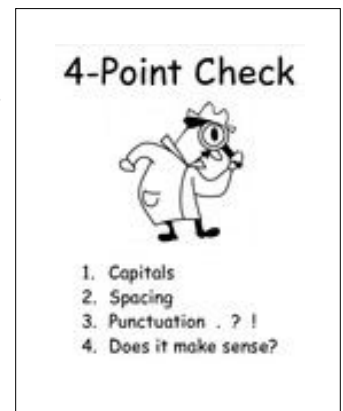 4-Point Check
1. Capitals
2. Spacing
3. Punctuation . ? !
4. Does it make sense?